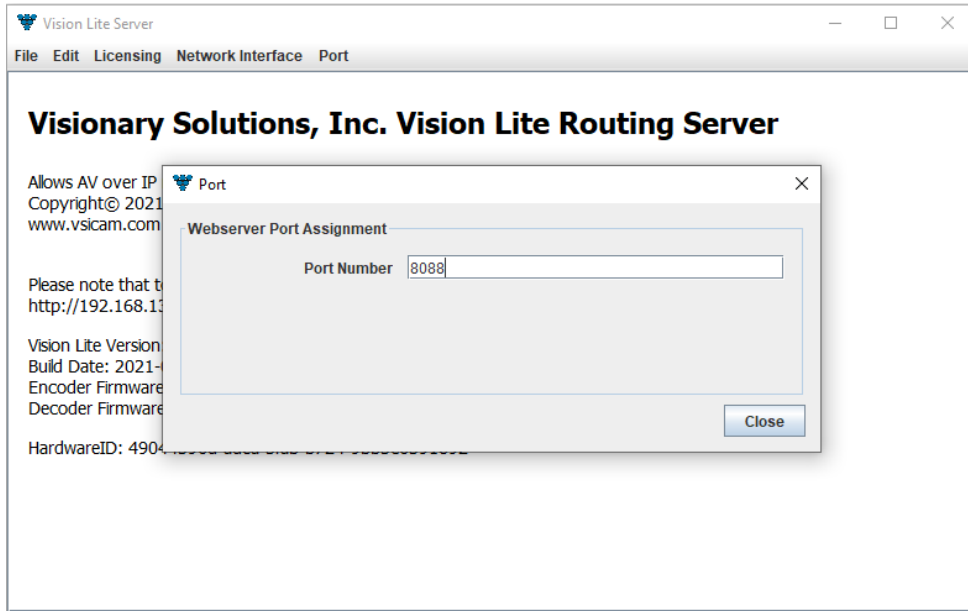 Vision Lite Server
File Edit Licensing Network Interface Port
Visionary Solutions, Inc. Vision Lite Routing Server
Allows AV over IP
Copyright© 2021
www.vsicam.com
Please note that
http://192.168.13
Vision Lite Version
Build Date: 2021-
Encoder Firmware
Decoder Firmware
HardwareID:
Port
Webserver Port Assignment
Port Number 8088
Close